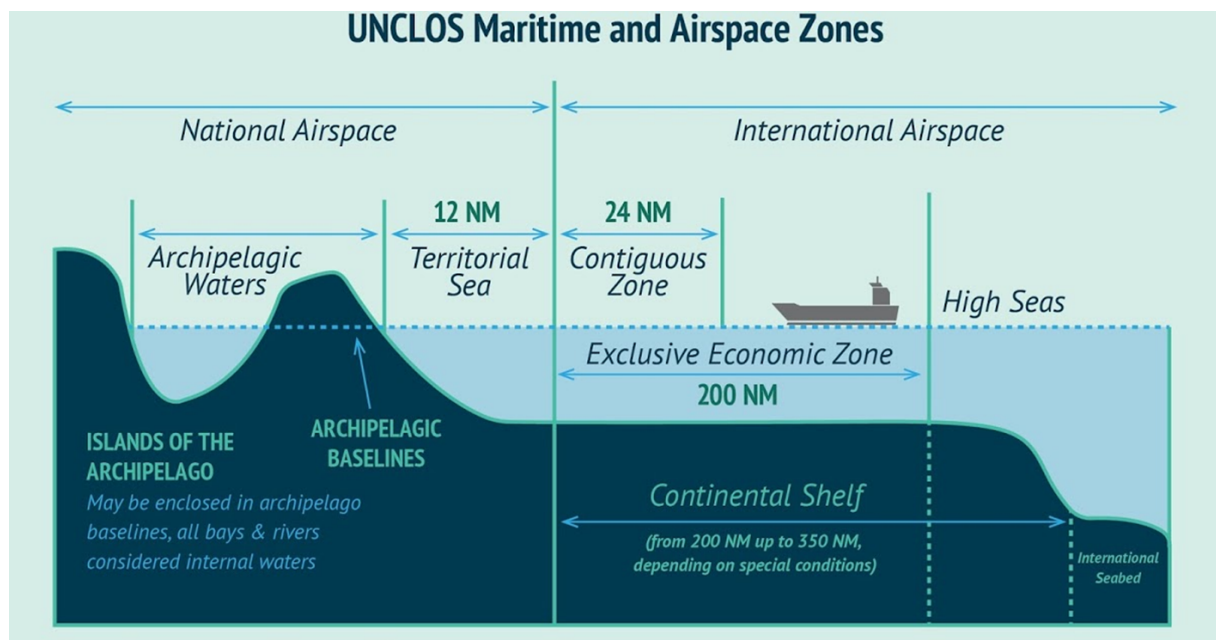 UNCLOS Maritime and Airspace Zones
National Airspace
International Airspace
12 NM
24 NM
Archipelagic
Waters
Territorial
Sea
Contiguous
Zone
High Seas
Exclusive Economic Zone
200 NM
ISLANDS OF THE
ARCHIPELAGO
May be enclosed in archipelago
baselines, all bays & rivers
considered internal waters
ARCHIPELAGIC
BASELINES
Continental Shelf
(from 200 NM up to 350 NM,
depending on special conditions)
International
Seabed